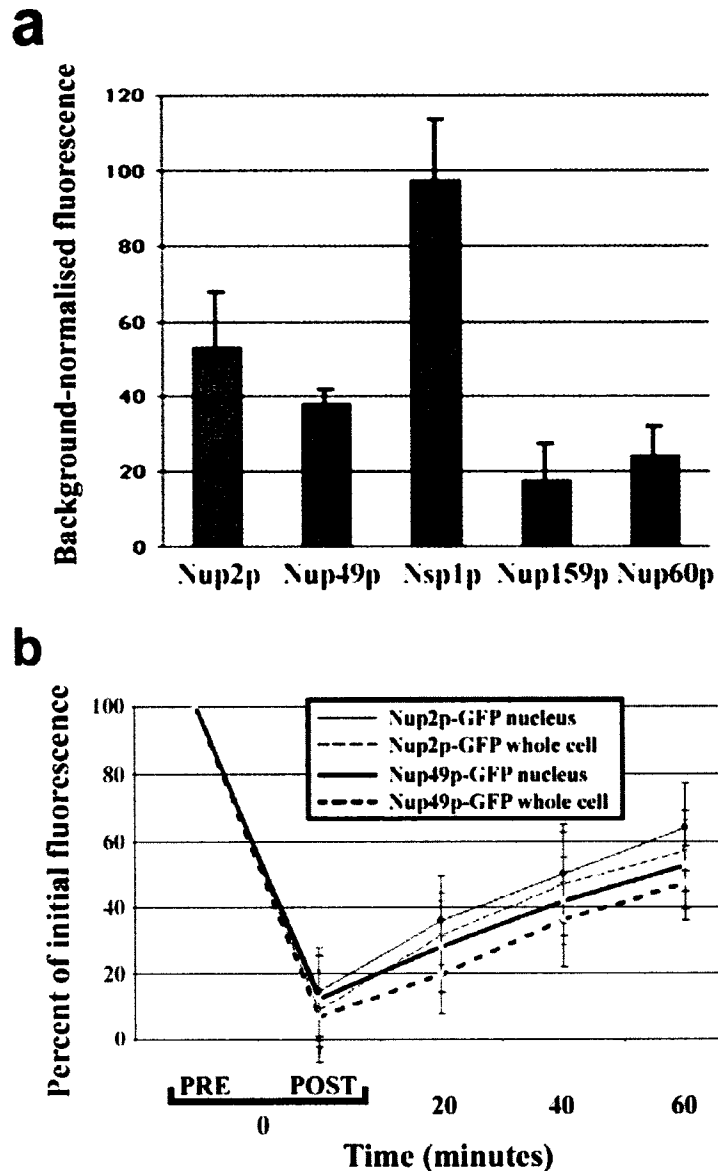 a
Background-normalised fluorescence
120
100
80
60
40
20
0
Nup2p Nup49p Nsp1p Nup159p Nup60p
b
Percent of initial fluorescence
100
80
60
40
20
0
Nup2p-GFP nucleus
Nup2p-GFP whole cell
Nup49p-GFP nucleus
Nup49p-GFP whole cell
PRE POST
0 20 40 60
Time (minutes)